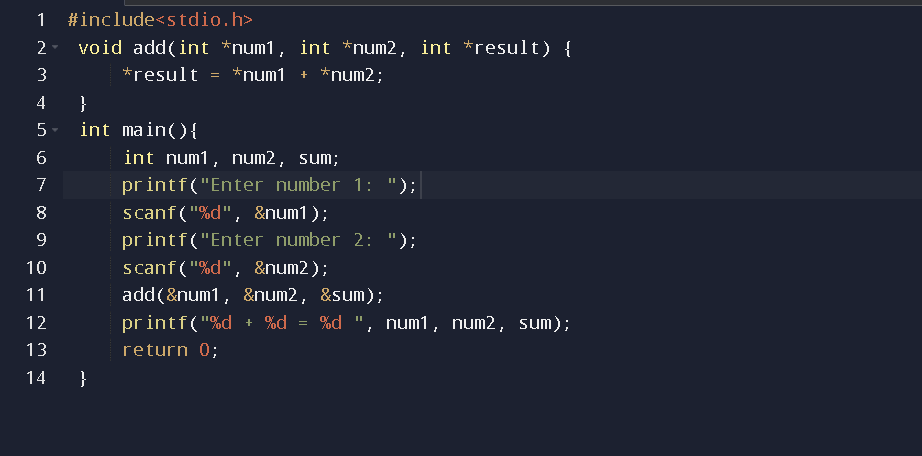 1 #include<stdio.h>
2 void add(int *num1, int *num2, int *result) {
3 *result = *num1 + *num2;
4 }
5 int main(){
6 int num1, num2, sum;
7 printf("Enter number 1: ");
8 scanf("%d", &num1);
9 printf("Enter number 2: ");
10 scanf("%d", &num2);
11 add(&num1, &num2, &sum);
12 printf("%d + %d = %d ", num1, num2, sum);
13 return 0;
14 }